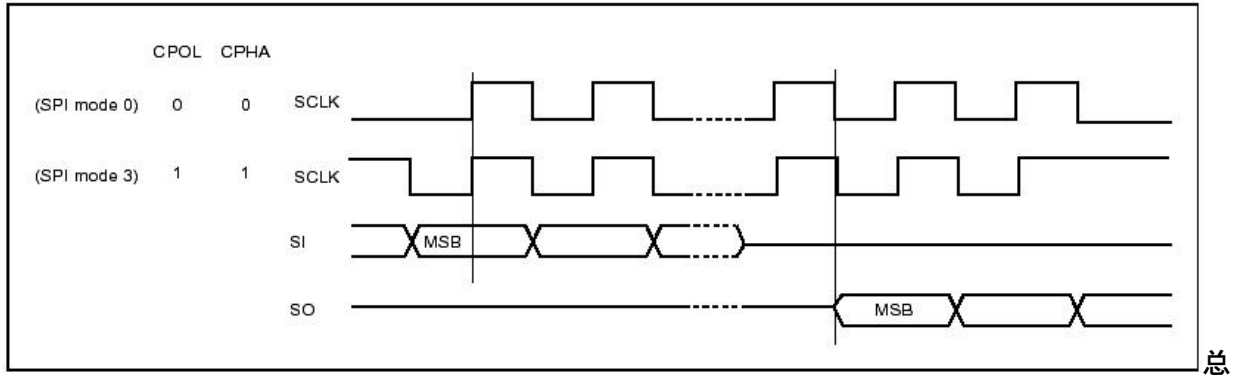 CPOL CPHA
(SPI mode 0) 0 0 SCLK
(SPI mode 3) 1 1 SCLK
SI MSB
SO MSB
总